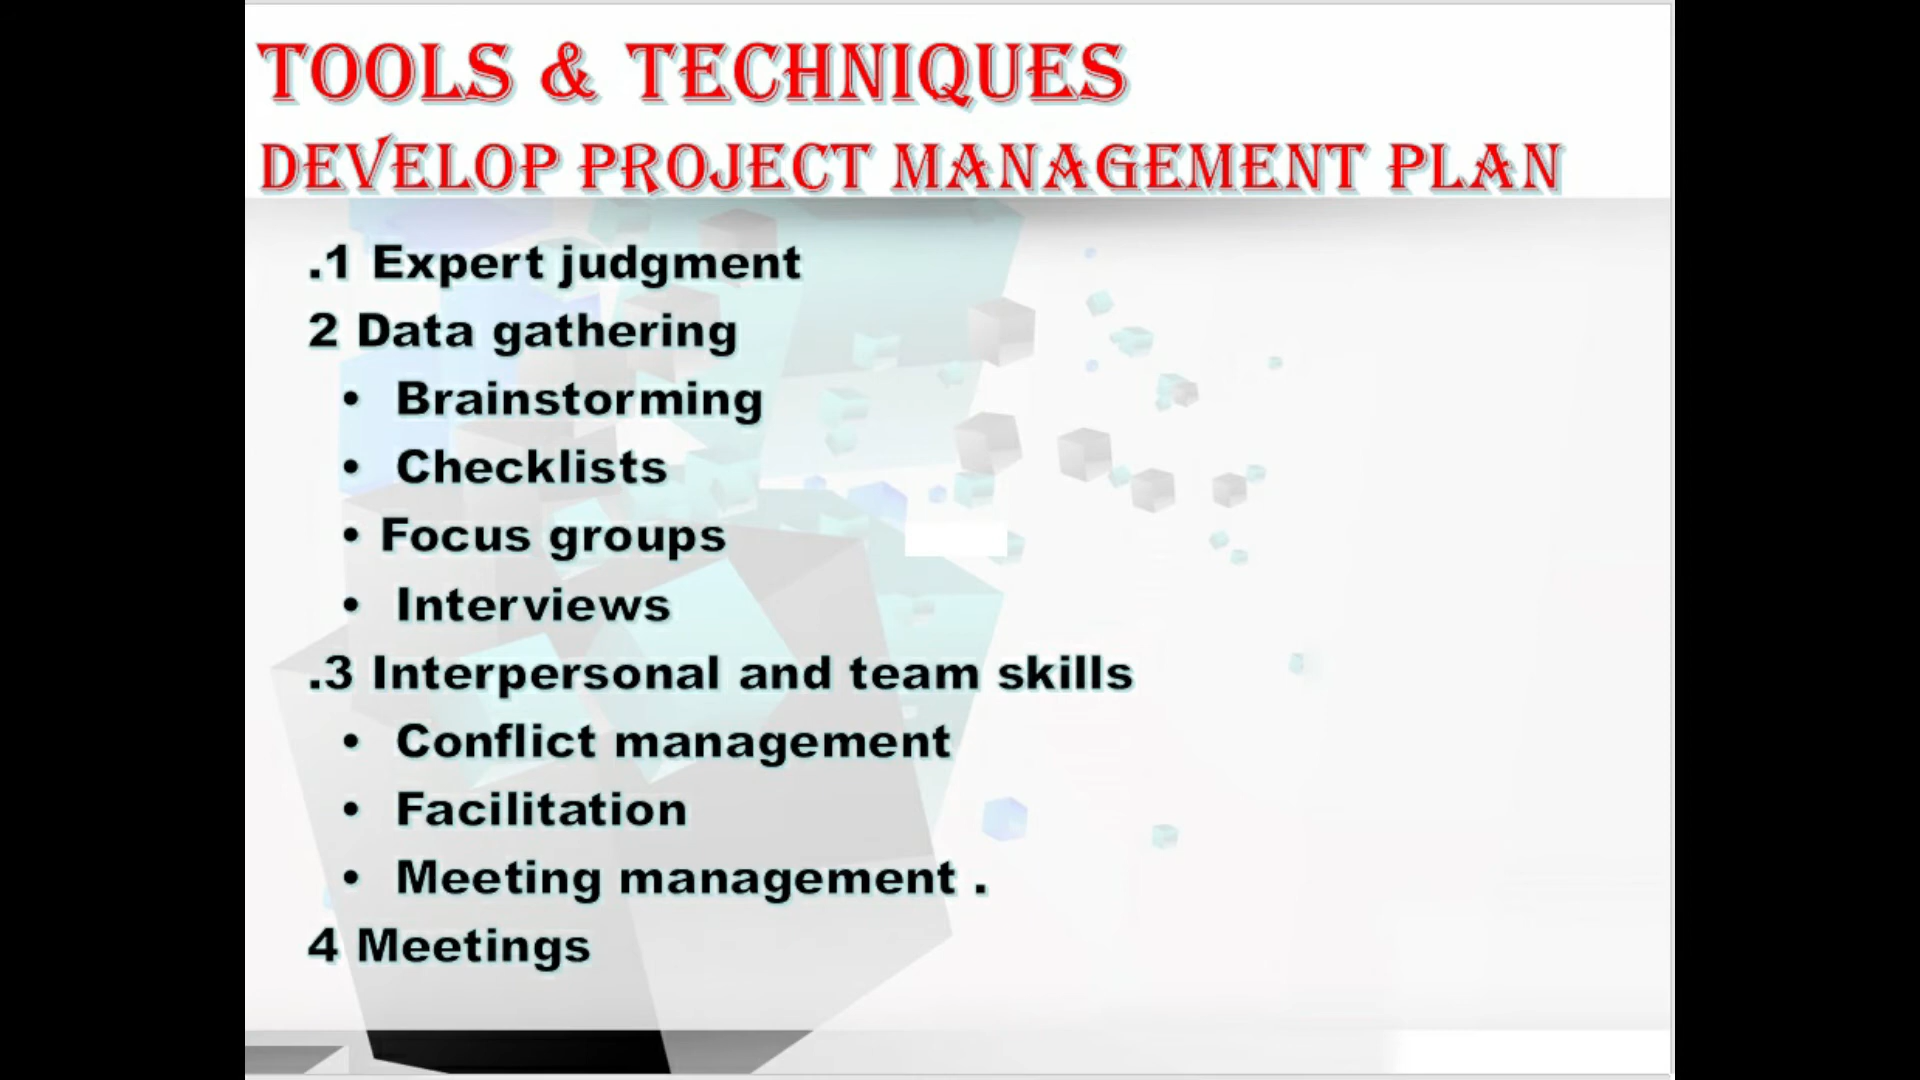 TOOLS & TECHNIQUES
DEVELOP PROJECT MANAGEMENT PLAN
.1 Expert judgment
2 Data gathering
• Brainstorming
• Checklists
• Focus groups
• Interviews
.3 Interpersonal and team skills
• Conflict management
• Facilitation
• Meeting management .
4 Meetings